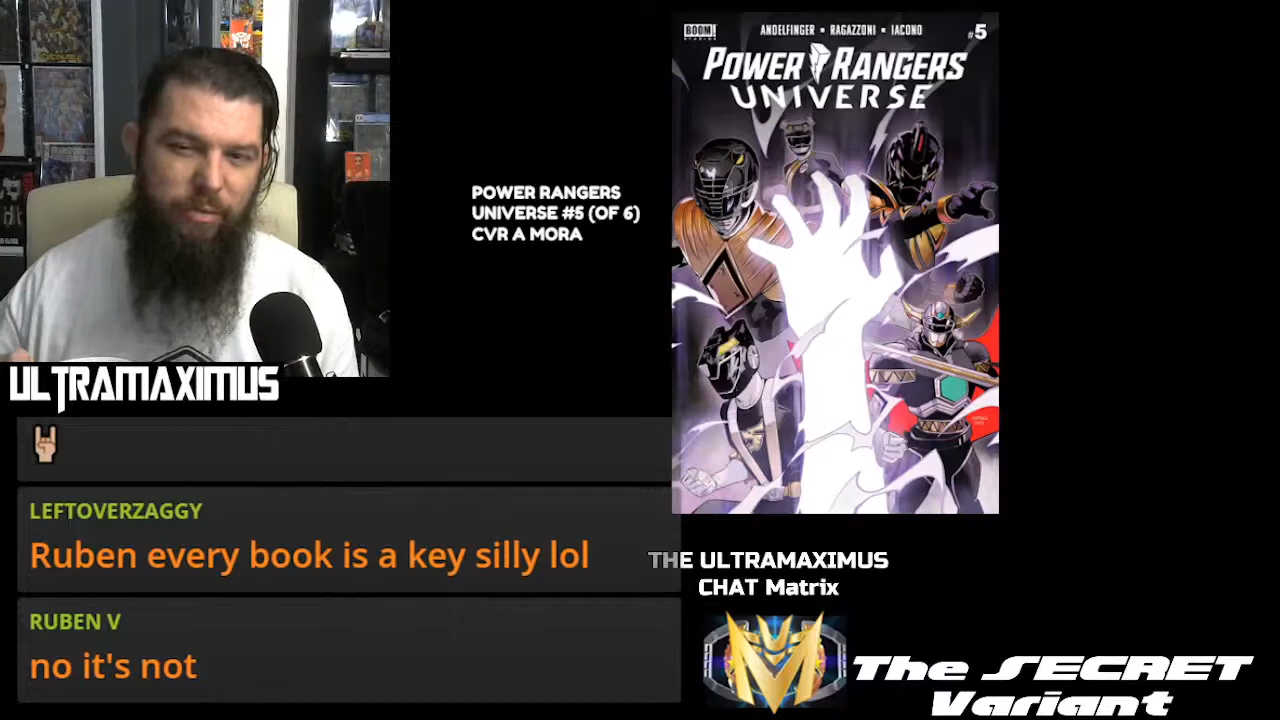 BOOM!
STUDIOS
ANDELFINGER • RAGAZZONI • IACONO
#5
POWER RANGERS
UNIVERSE
POWER RANGERS
UNIVERSE #5 (OF 6)
CVR A MORA
ULTRAMAXIMUS
🤘🏼
LEFTOVERZAGGY
Ruben every book is a key silly lol
RUBEN V
no it's not
THE ULTRAMAXIMUS
CHAT Matrix
The SECRET
Variant